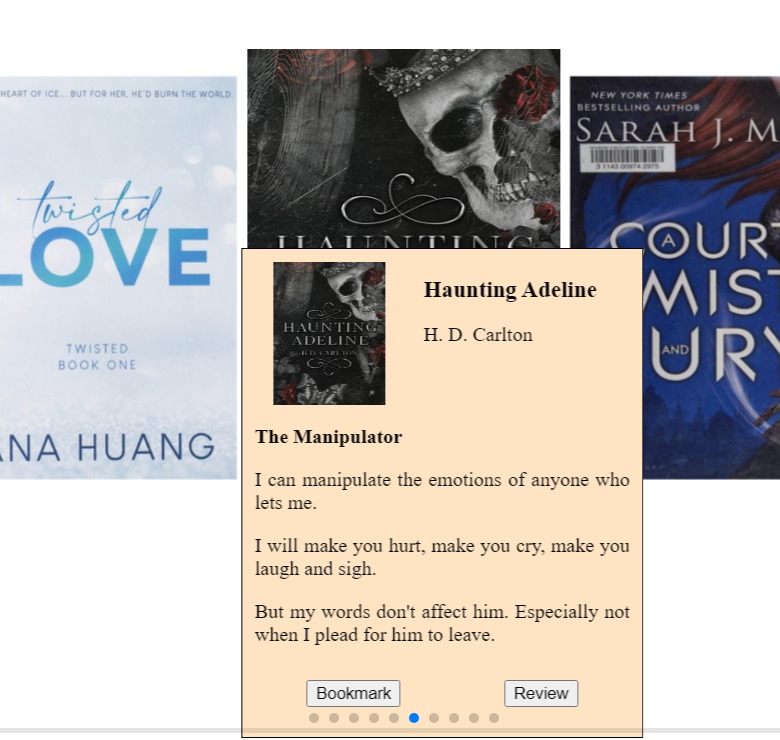 HEART OF ICE... BUT FOR HER, HE'D BURN THE WORLD.
twisted
LOVE
TWISTED
BOOK ONE
ANA HUANG
HAUNTING
NEW YORK TIMES
BESTSELLING AUTHOR
SARAH J. M
3 1143 00974 2975
A
COURT
MIST
AND
URY
HAUNTING
ADELINE
H.D. CARLTON
Haunting Adeline
H. D. Carlton
The Manipulator
I can manipulate the emotions of anyone who
lets me.
I will make you hurt, make you cry, make you
laugh and sigh.
But my words don't affect him. Especially not
when I plead for him to leave.
Bookmark
Review